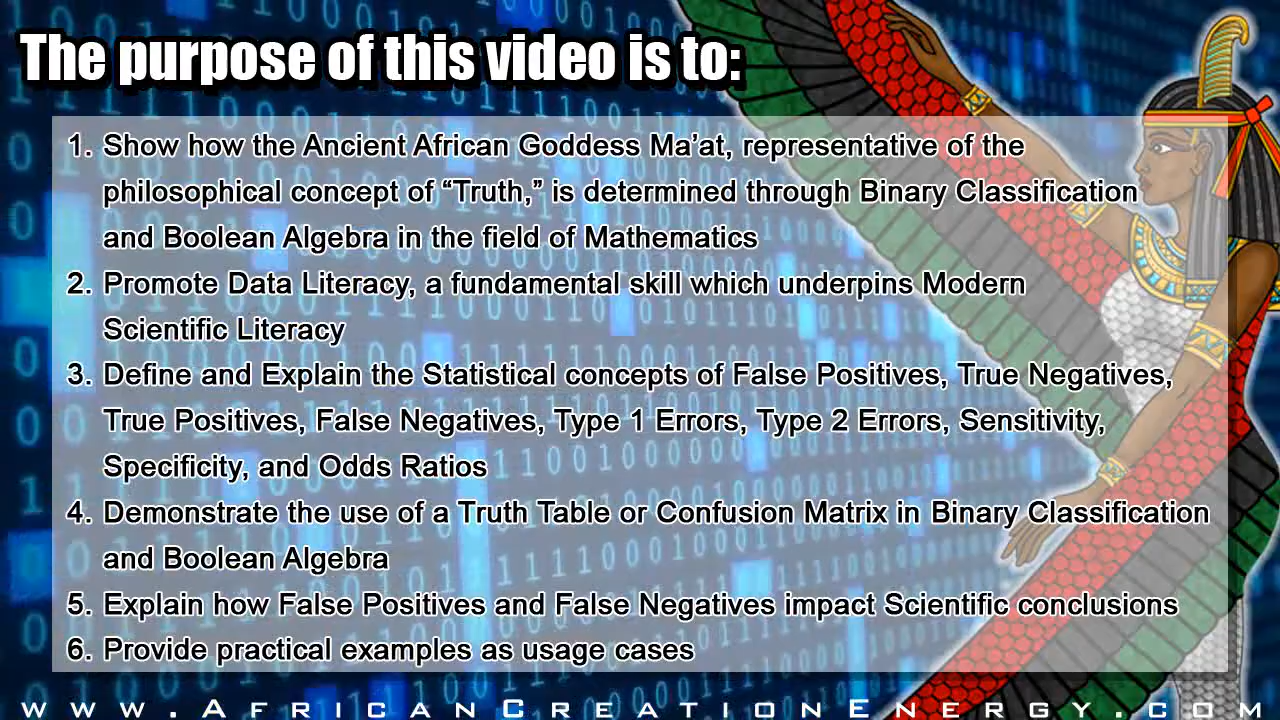 The purpose of this video is to:
1. Show how the Ancient African Goddess Ma’at, representative of the
philosophical concept of “Truth,” is determined through Binary Classification
and Boolean Algebra in the field of Mathematics
2. Promote Data Literacy, a fundamental skill which underpins Modern
Scientific Literacy
3. Define and Explain the Statistical concepts of False Positives, True Negatives,
True Positives, False Negatives, Type 1 Errors, Type 2 Errors, Sensitivity,
Specificity, and Odds Ratios
4. Demonstrate the use of a Truth Table or Confusion Matrix in Binary Classification
and Boolean Algebra
5. Explain how False Positives and False Negatives impact Scientific conclusions
6. Provide practical examples as usage cases
www.AfricanCreationEnergy.com